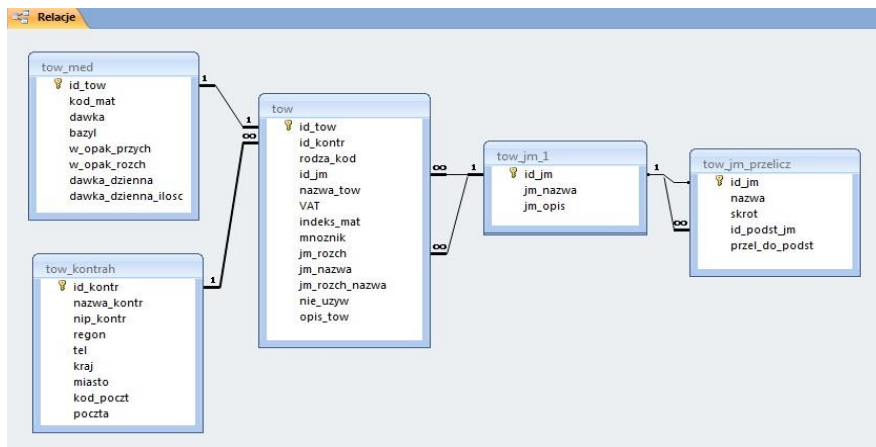 Relacje
tow_med
id_tow
kod_mat
dawka
bazyl
w_opak_przych
w_opak_rozch
dawka_dzienna
dawka_dzienna_ilosc
tow_kontrah
id_kontr
nazwa_kontr
nip_kontr
regon
tel
kraj
miasto
kod_poczt
poczta
1
1
∞
1
tow
id_tow
id_kontr
rodza_kod
id_jm
nazwa_tow
VAT
indeks_mat
mnoznik
jm_rozch
jm_nazwa
jm_rozch_nazwa
nie_uzyw
opis_tow
∞
1
∞
tow_jm_1
id_jm
jm_nazwa
jm_opis
1
∞
tow_jm_przelicz
id_jm
nazwa
skrot
id_podst_jm
przel_do_podst